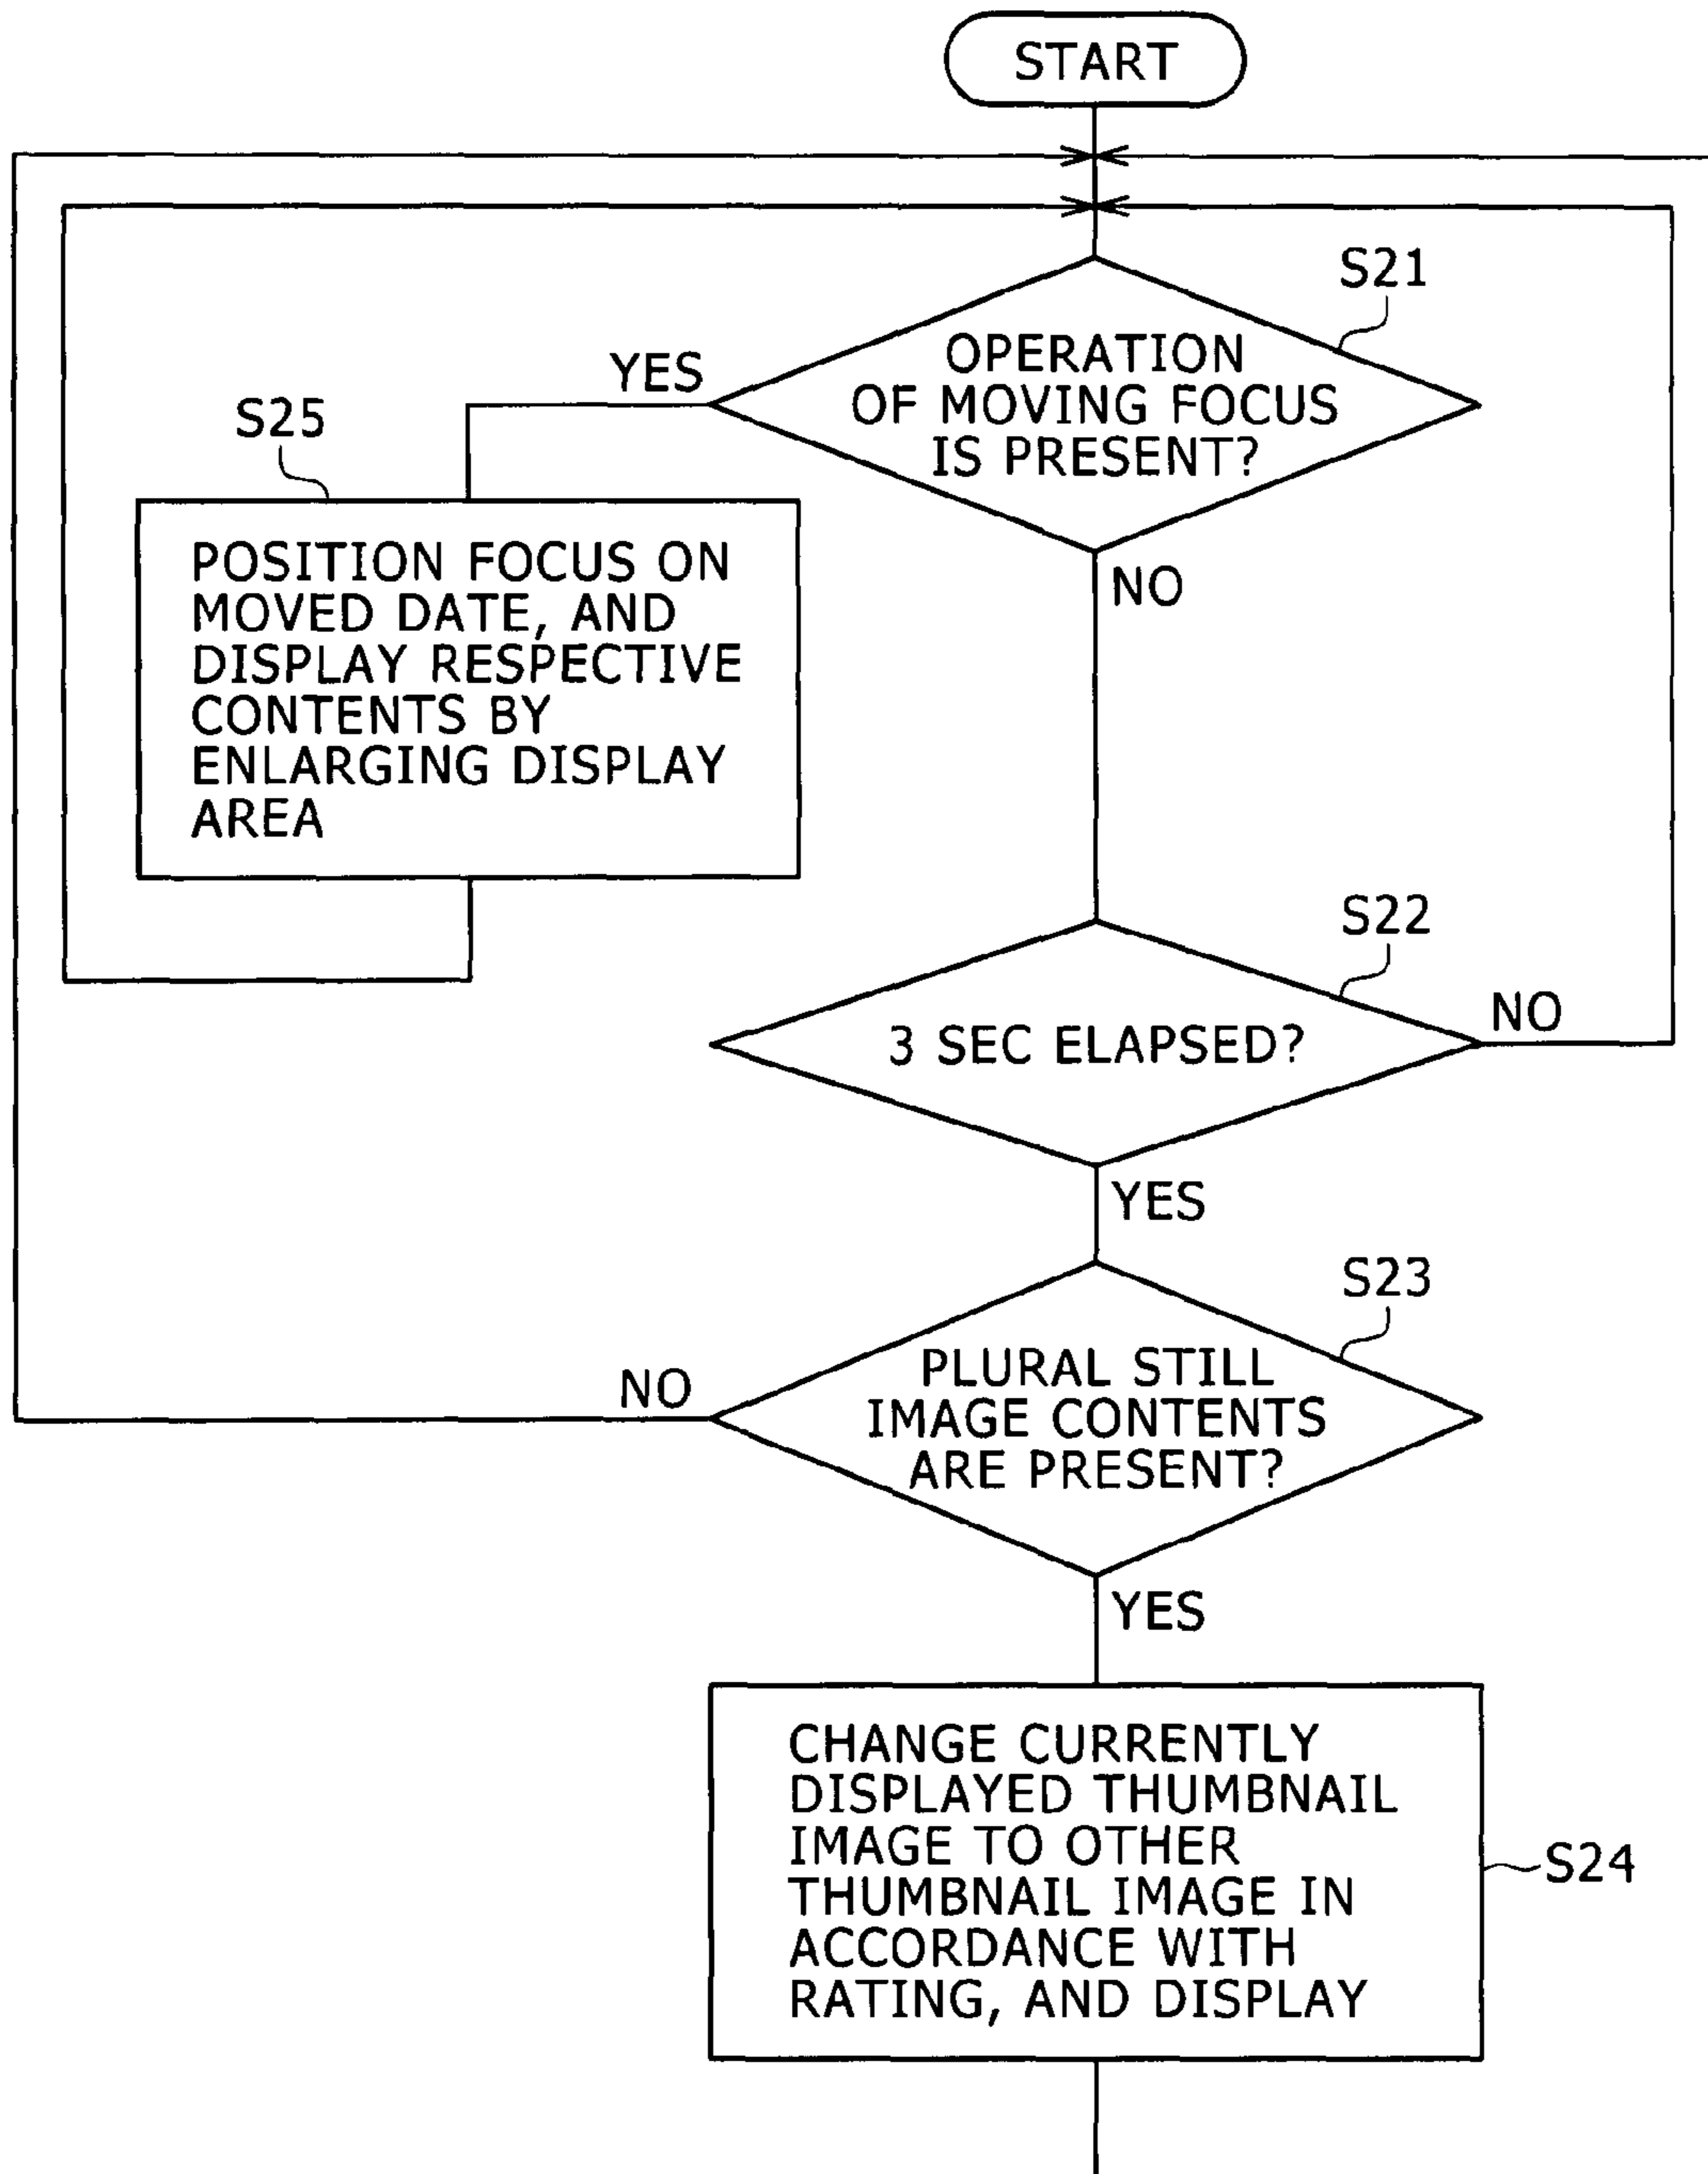 START
S21
OPERATION
OF MOVING FOCUS
IS PRESENT?
YES
NO
S25
POSITION FOCUS ON
MOVED DATE, AND
DISPLAY RESPECTIVE
CONTENTS BY
ENLARGING DISPLAY
AREA
S22
3 SEC ELAPSED?
NO
YES
S23
PLURAL STILL
IMAGE CONTENTS
ARE PRESENT?
NO
YES
CHANGE CURRENTLY
DISPLAYED THUMBNAIL
IMAGE TO OTHER
THUMBNAIL IMAGE IN
ACCORDANCE WITH
RATING, AND DISPLAY
S24